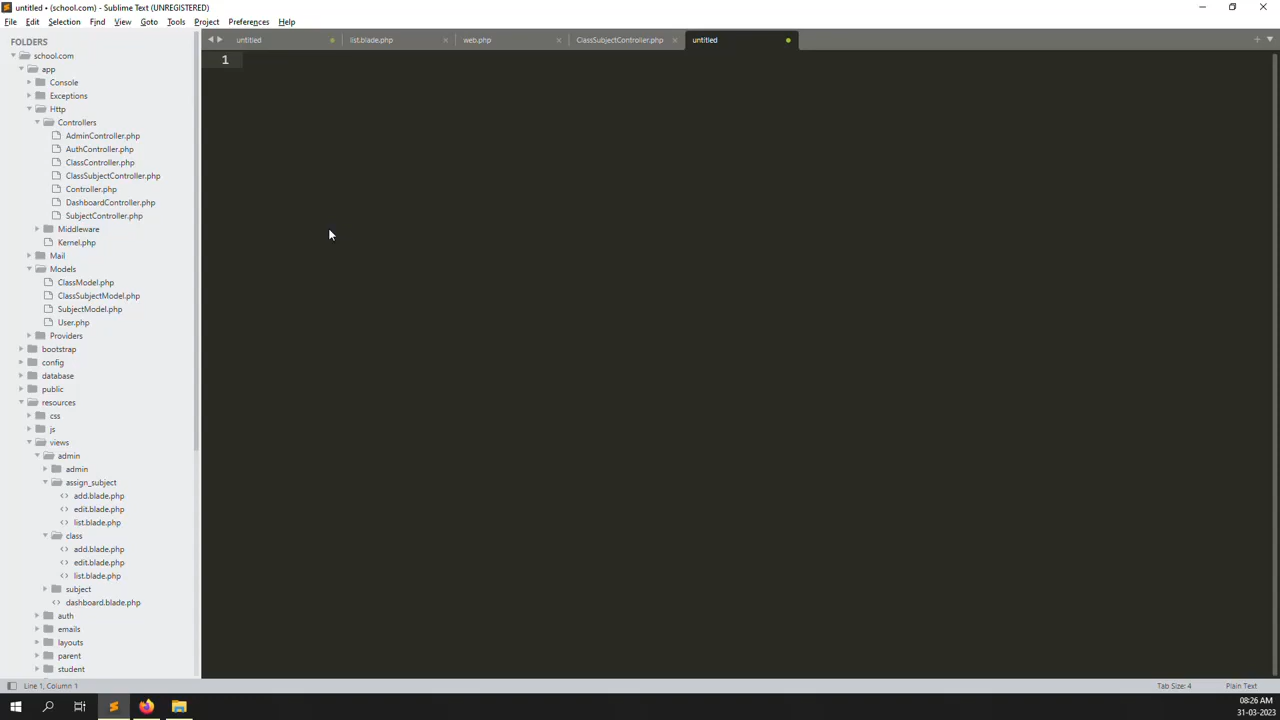 untitled • (school.com) - Sublime Text (UNREGISTERED)
File Edit Selection Find View Goto Tools Project Preferences Help
FOLDERS
school.com
app
Console
Exceptions
Http
Controllers
AdminController.php
AuthController.php
ClassController.php
ClassSubjectController.php
Controller.php
DashboardController.php
SubjectController.php
Middleware
Kernel.php
Mail
Models
ClassModel.php
ClassSubjectModel.php
SubjectModel.php
User.php
Providers
bootstrap
config
database
public
resources
css
js
views
admin
admin
assign_subject
add.blade.php
edit.blade.php
list.blade.php
class
add.blade.php
edit.blade.php
list.blade.php
subject
dashboard.blade.php
auth
emails
layouts
parent
student
untitled list.blade.php web.php ClassSubjectController.php untitled
1
Line 1, Column 1 Tab Size: 4 Plain Text
08:26 AM
31-03-2023